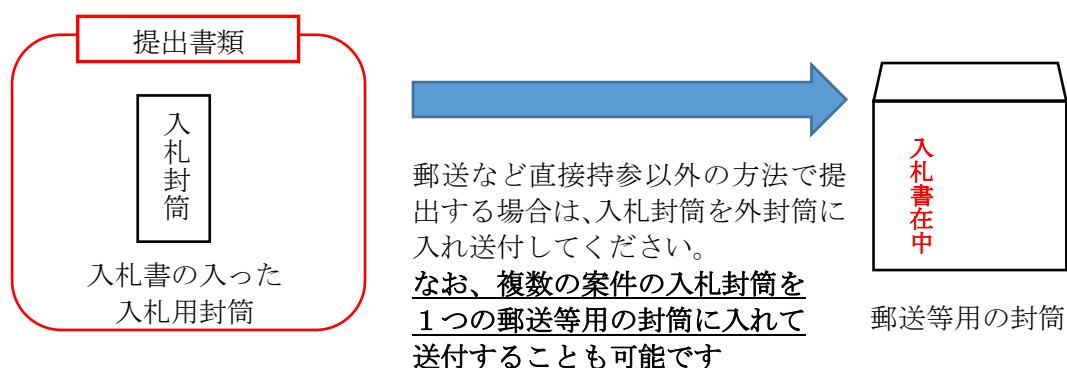 提出書類
入札封筒
入札書の入った
入札用封筒
郵送など直接持参以外の方法で提
出する場合は、入札封筒を外封筒に
入れ送付してください。
なお、複数の案件の入札封筒を
１つの郵送等用の封筒に入れて
送付することも可能です
入札書在中
郵送等用の封筒